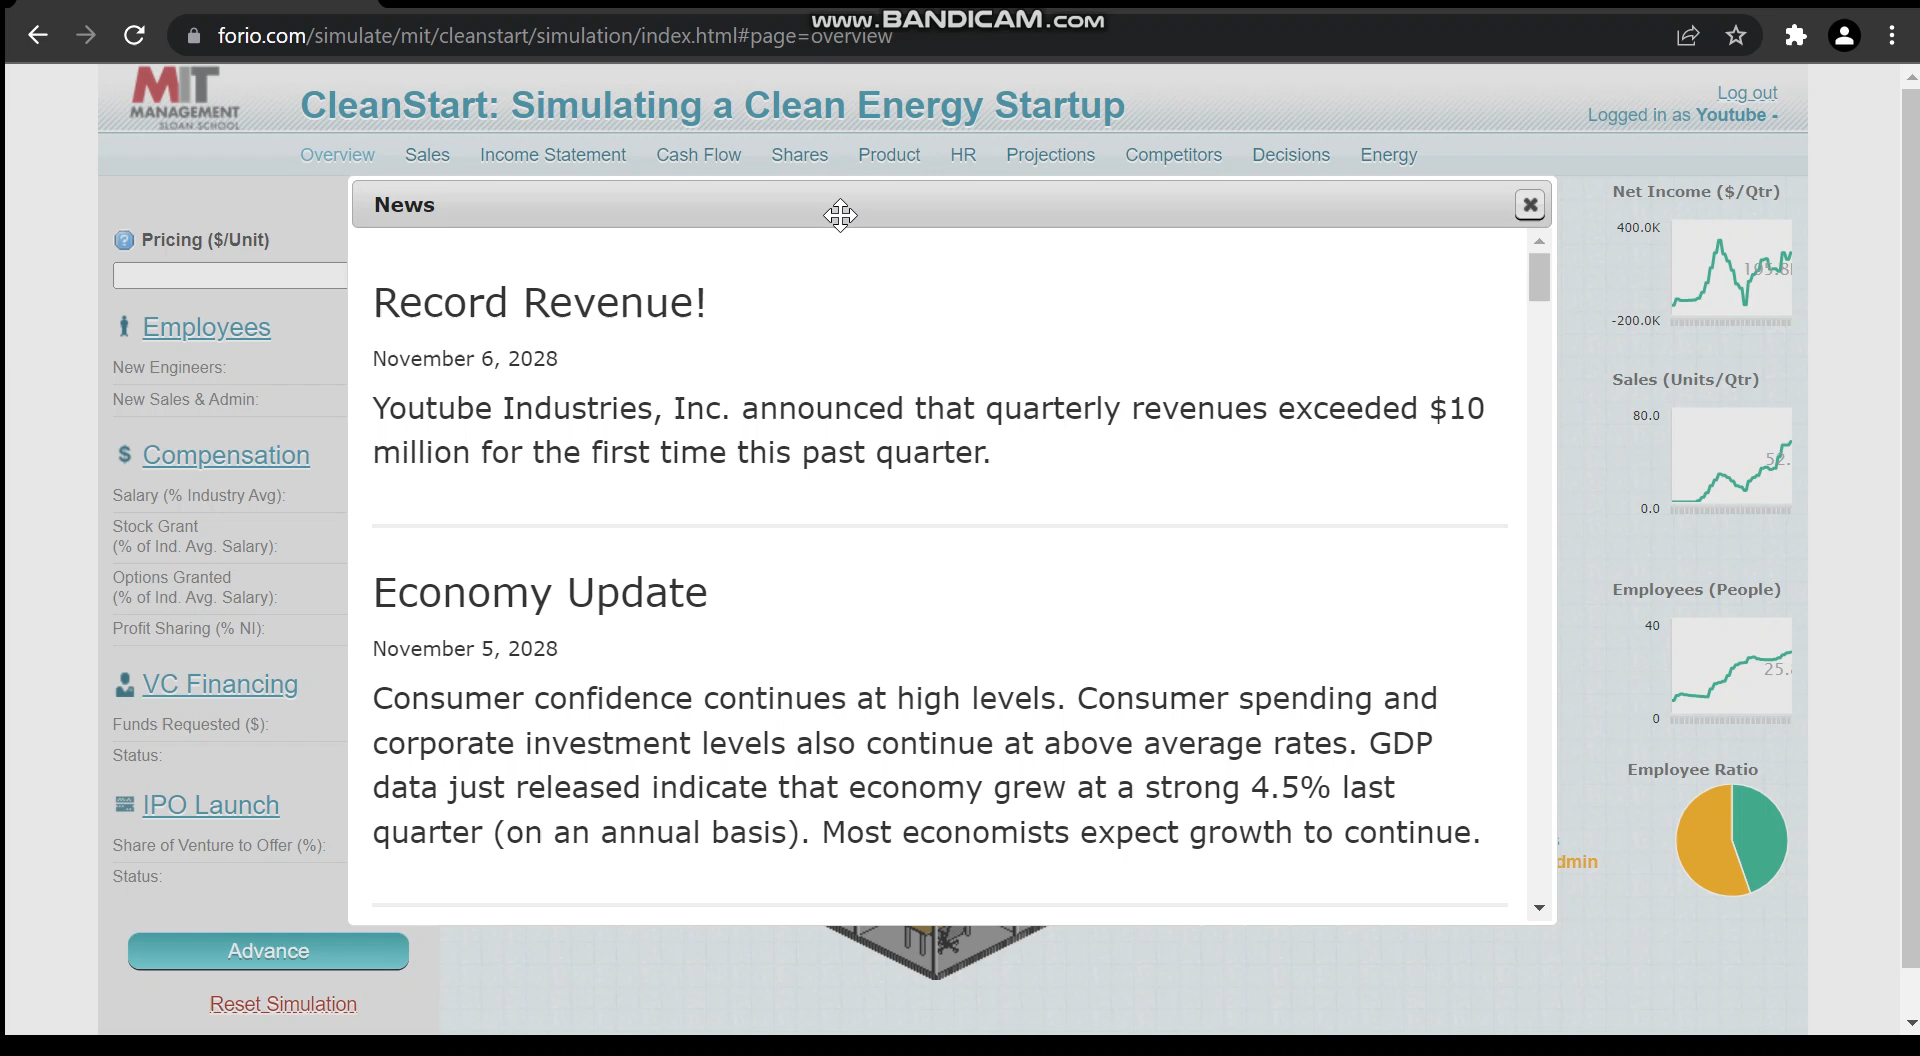 www.BANDICAM.com
forio.com/simulate/mit/cleanstart/simulation/index.html#page=overview
MIT
MANAGEMENT
SLOAN SCHOOL
CleanStart: Simulating a Clean Energy Startup
Log out
Logged in as Youtube -
Overview Sales Income Statement Cash Flow Shares Product HR Projections Competitors Decisions Energy
Pricing ($/Unit)
Employees
New Engineers:
New Sales & Admin:
Compensation
Salary (% Industry Avg):
Stock Grant
(% of Ind. Avg. Salary):
Options Granted
(% of Ind. Avg. Salary):
Profit Sharing (% NI):
VC Financing
Funds Requested ($):
Status:
IPO Launch
Share of Venture to Offer (%):
Status:
Advance
Reset Simulation
News
Record Revenue!
November 6, 2028
Youtube Industries, Inc. announced that quarterly revenues exceeded $10
million for the first time this past quarter.
Economy Update
November 5, 2028
Consumer confidence continues at high levels. Consumer spending and
corporate investment levels also continue at above average rates. GDP
data just released indicate that economy grew at a strong 4.5% last
quarter (on an annual basis). Most economists expect growth to continue.
Net Income ($/Qtr)
400.0K
-200.0K
Sales (Units/Qtr)
80.0
52.
0.0
Employees (People)
40
25.
0
Employee Ratio
dmin